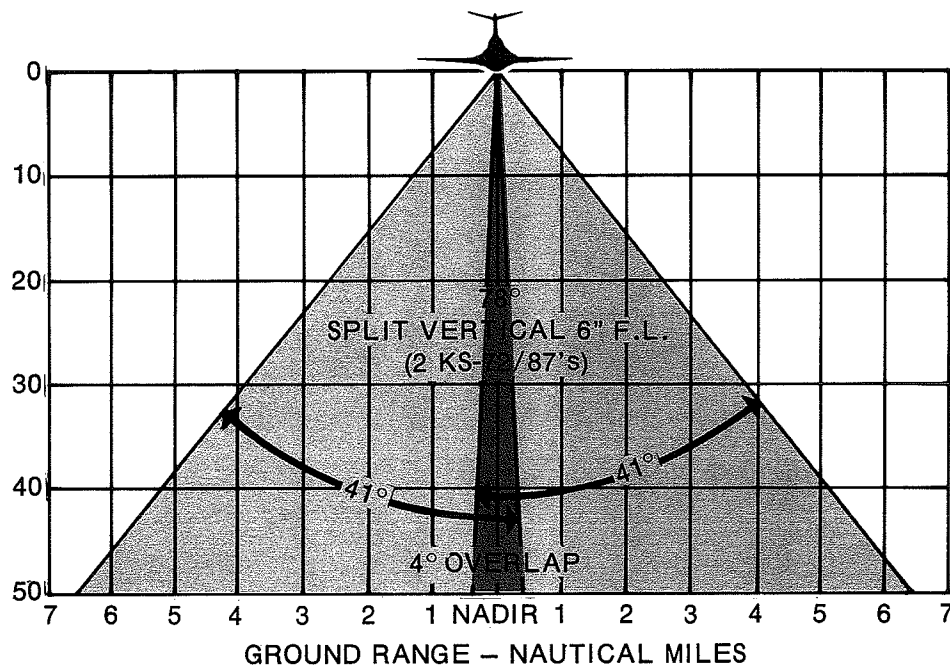 0
10
20
30
40
50
78°
SPLIT VERTICAL 6" F.L.
(2 KS-72/87's)
41°
41°
4° OVERLAP
7 6 5 4 3 2 1 NADIR 1 2 3 4 5 6 7
GROUND RANGE – NAUTICAL MILES